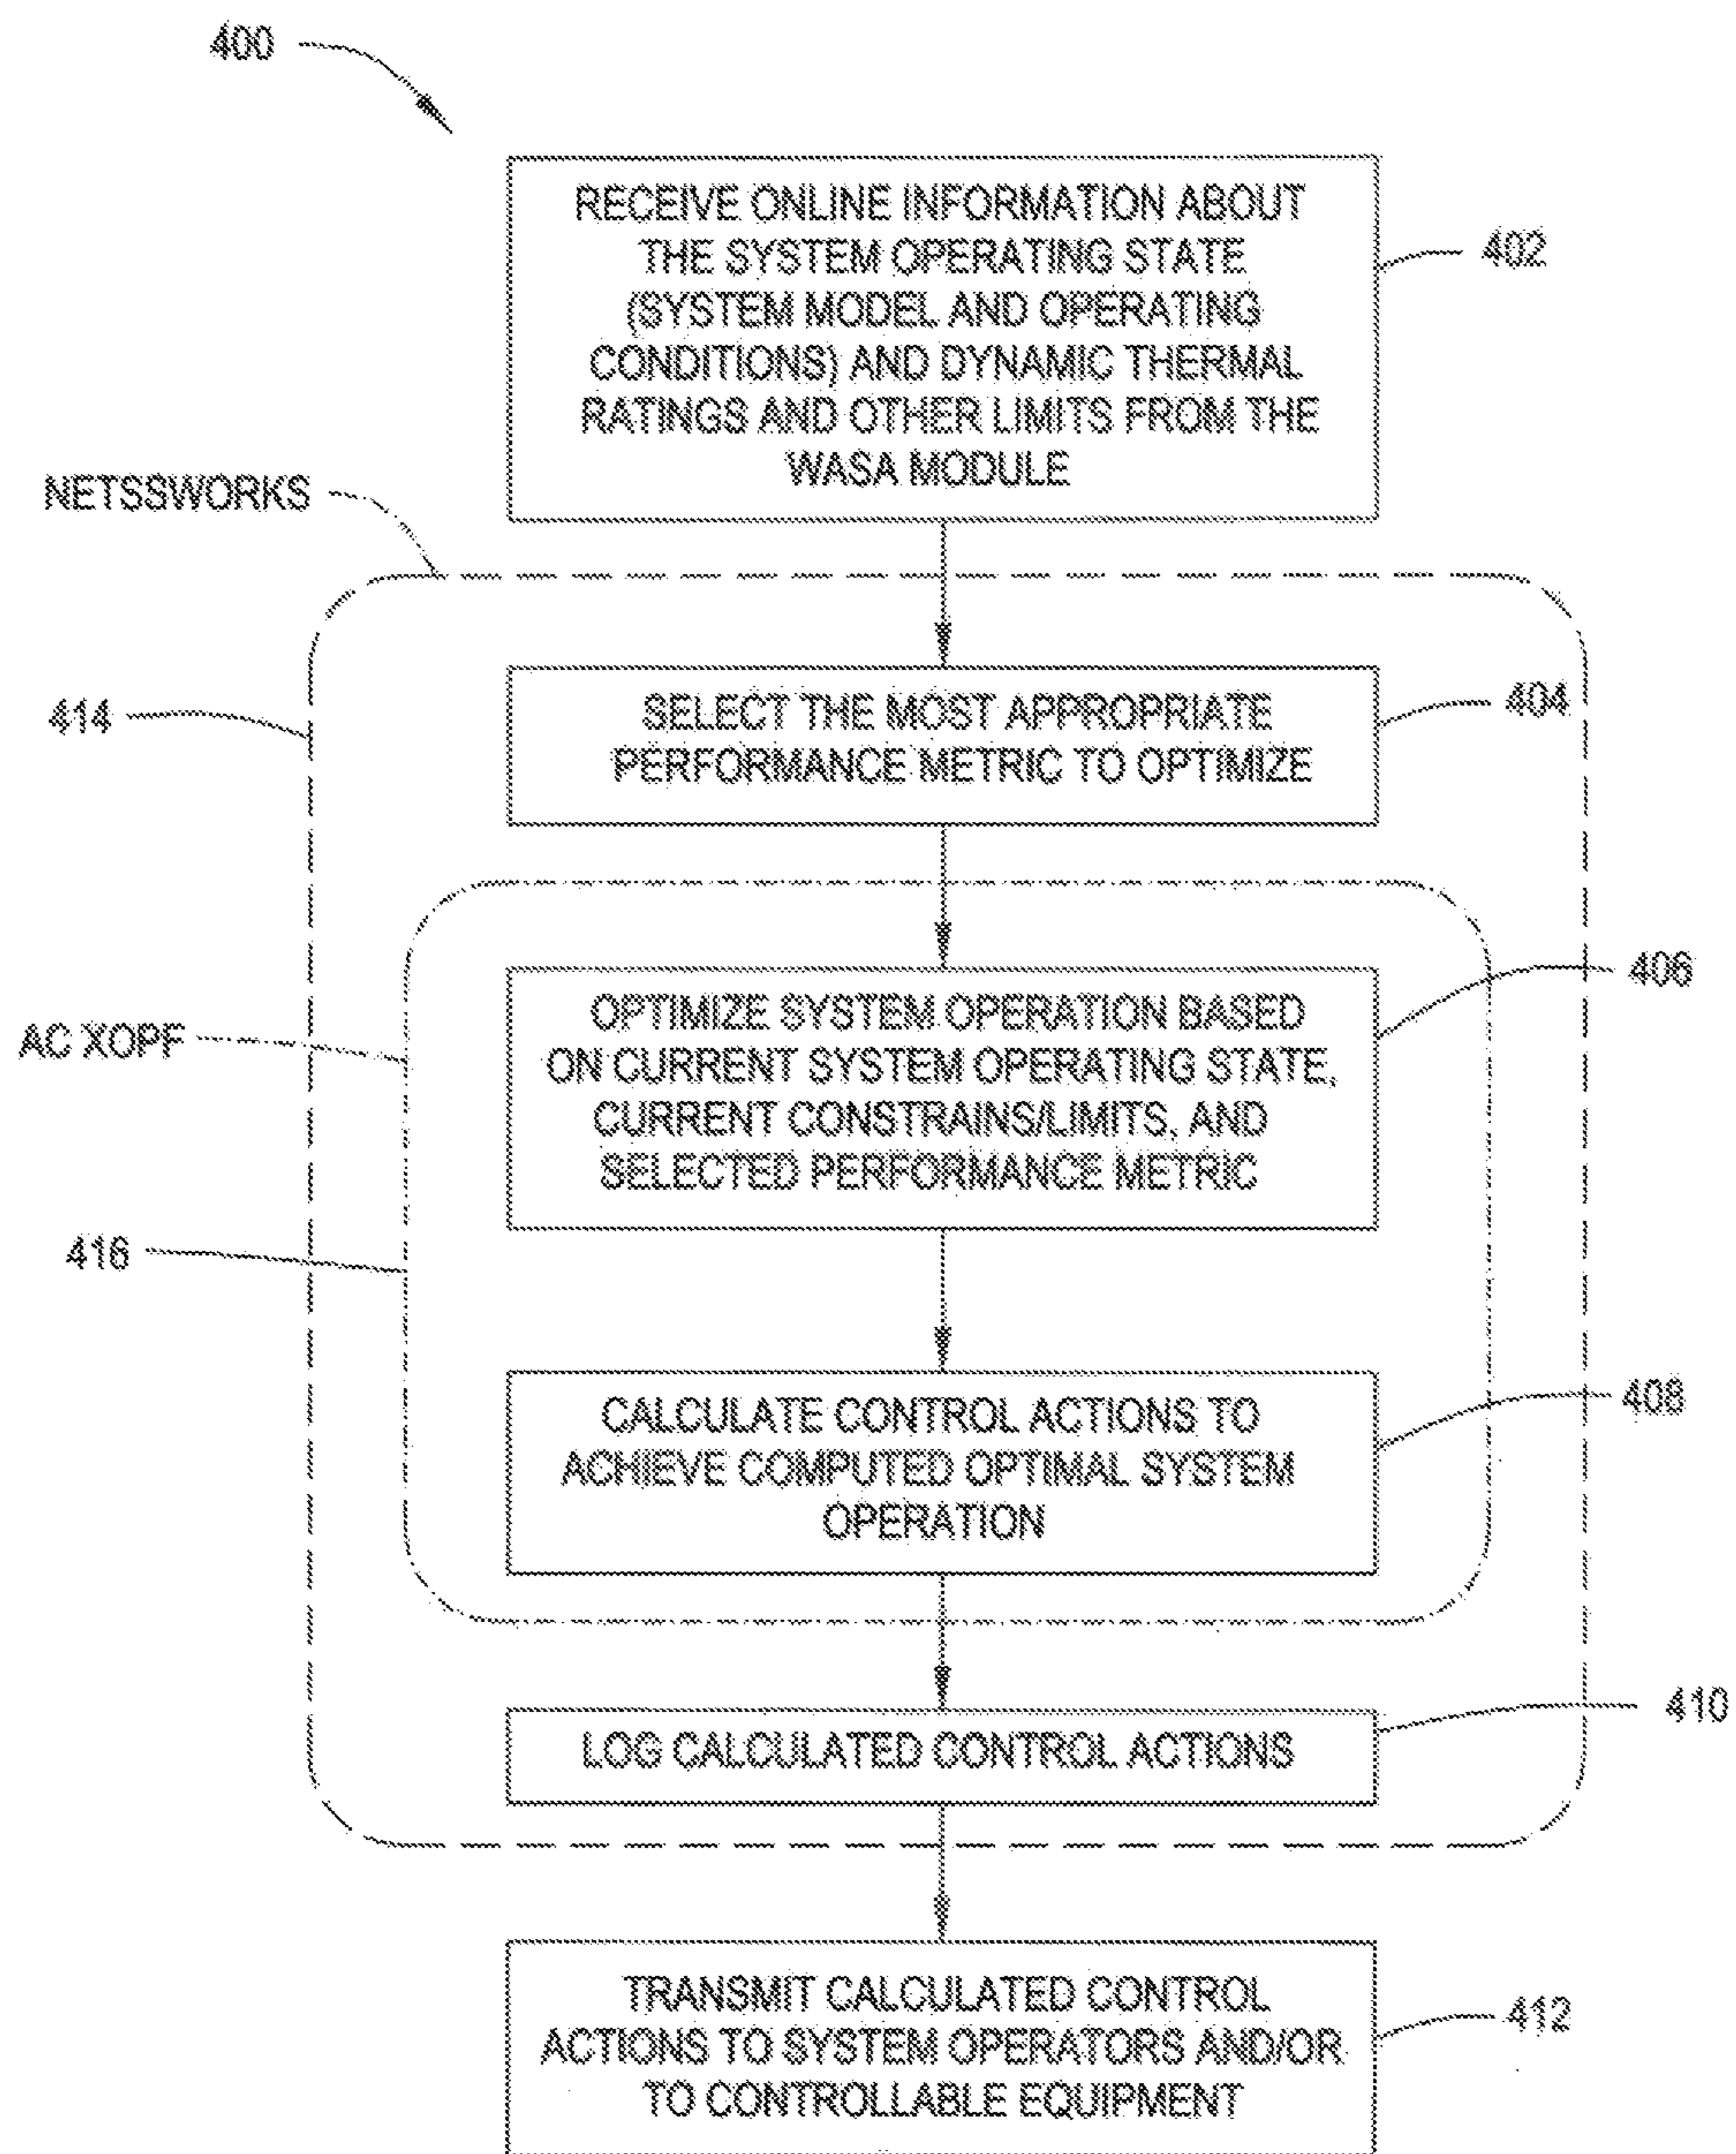 400
RECEIVE ONLINE INFORMATION ABOUT
THE SYSTEM OPERATING STATE
(SYSTEM MODEL AND OPERATING
CONDITIONS) AND DYNAMIC THERMAL
RATINGS AND OTHER LIMITS FROM THE
WASA MODULE
402
NETSSWORKS
414
SELECT THE MOST APPROPRIATE
PERFORMANCE METRIC TO OPTIMIZE
404
AC XOPF
416
OPTIMIZE SYSTEM OPERATION BASED
ON CURRENT SYSTEM OPERATING STATE,
CURRENT CONSTRAINS/LIMITS, AND
SELECTED PERFORMANCE METRIC
406
CALCULATE CONTROL ACTIONS TO
ACHIEVE COMPUTED OPTIMAL SYSTEM
OPERATION
408
LOG CALCULATED CONTROL ACTIONS
410
TRANSMIT CALCULATED CONTROL
ACTIONS TO SYSTEM OPERATORS AND/OR
TO CONTROLLABLE EQUIPMENT
412